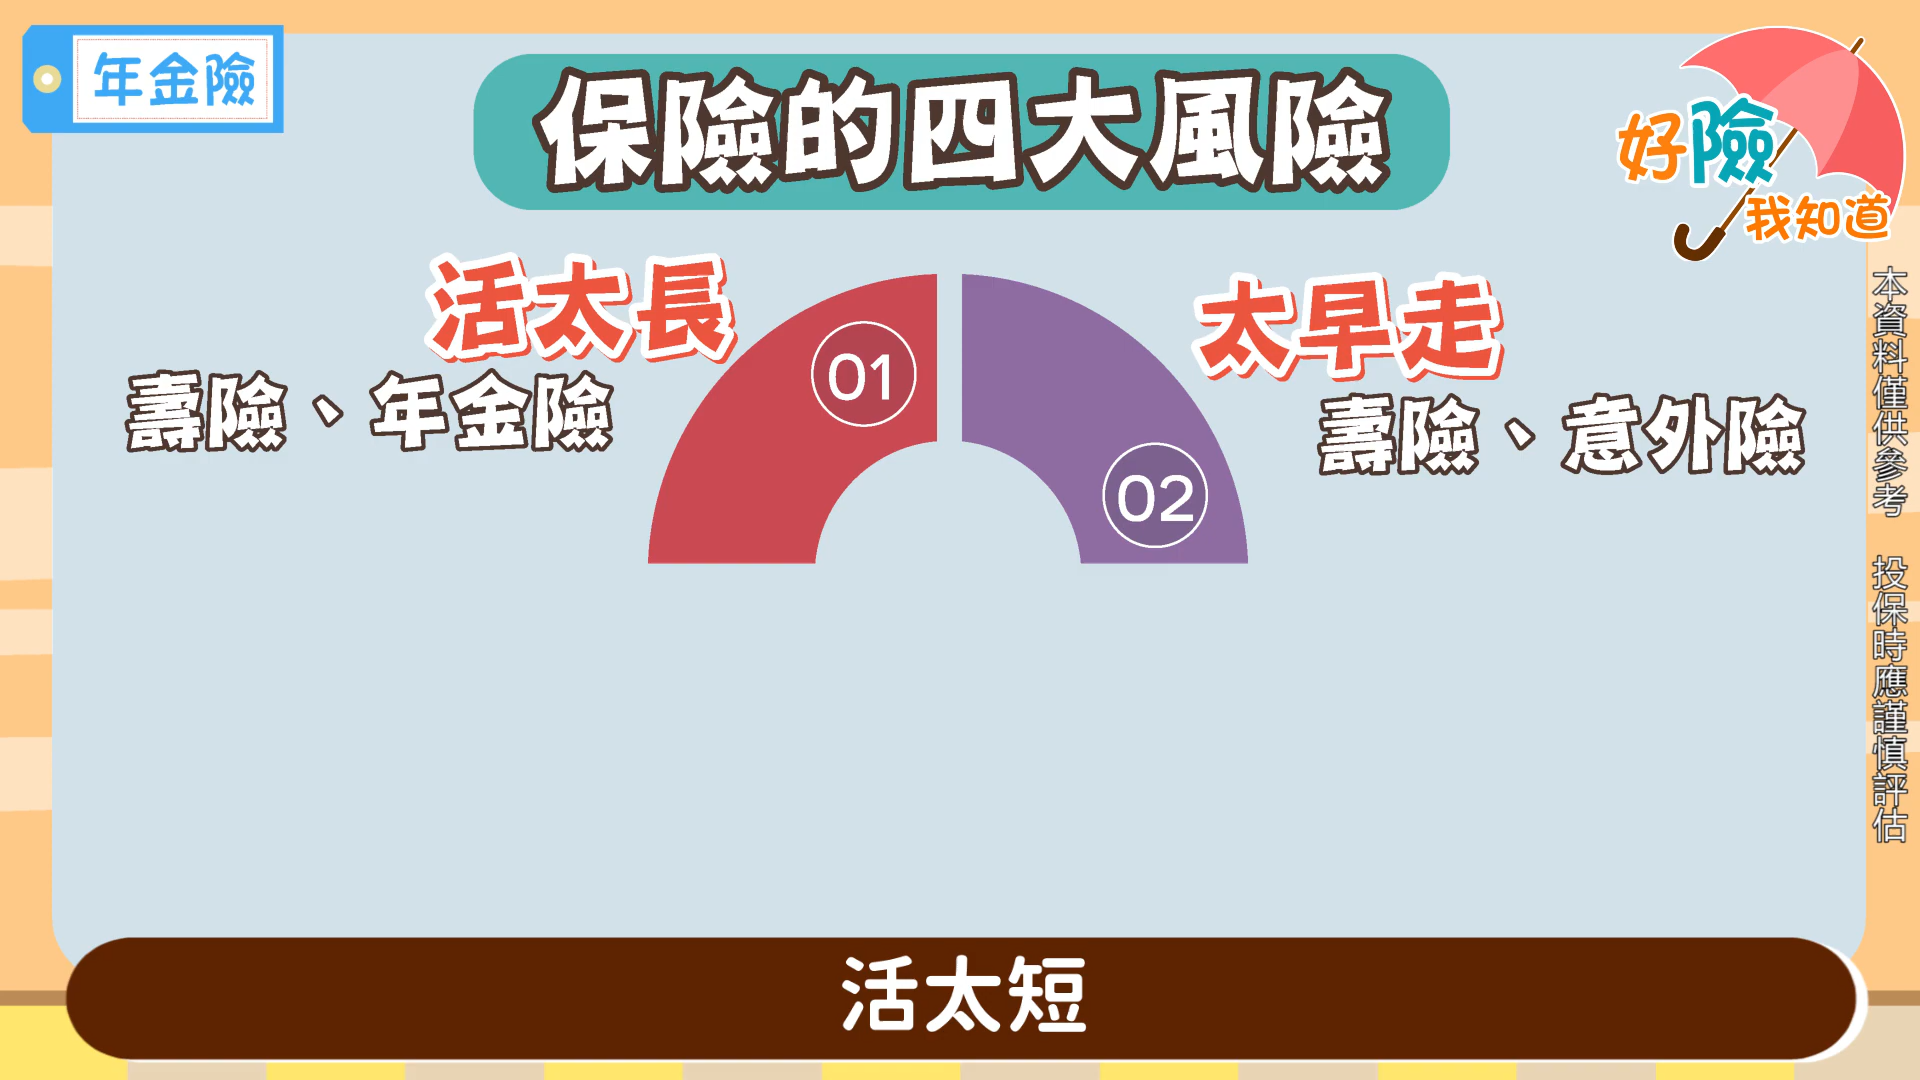 年金險
保險的四大風險
好險
我知道
活太長
壽險、年金險
01
太早走
壽險、意外險
02
本資料僅供參考 投保時應謹慎評估
活太短